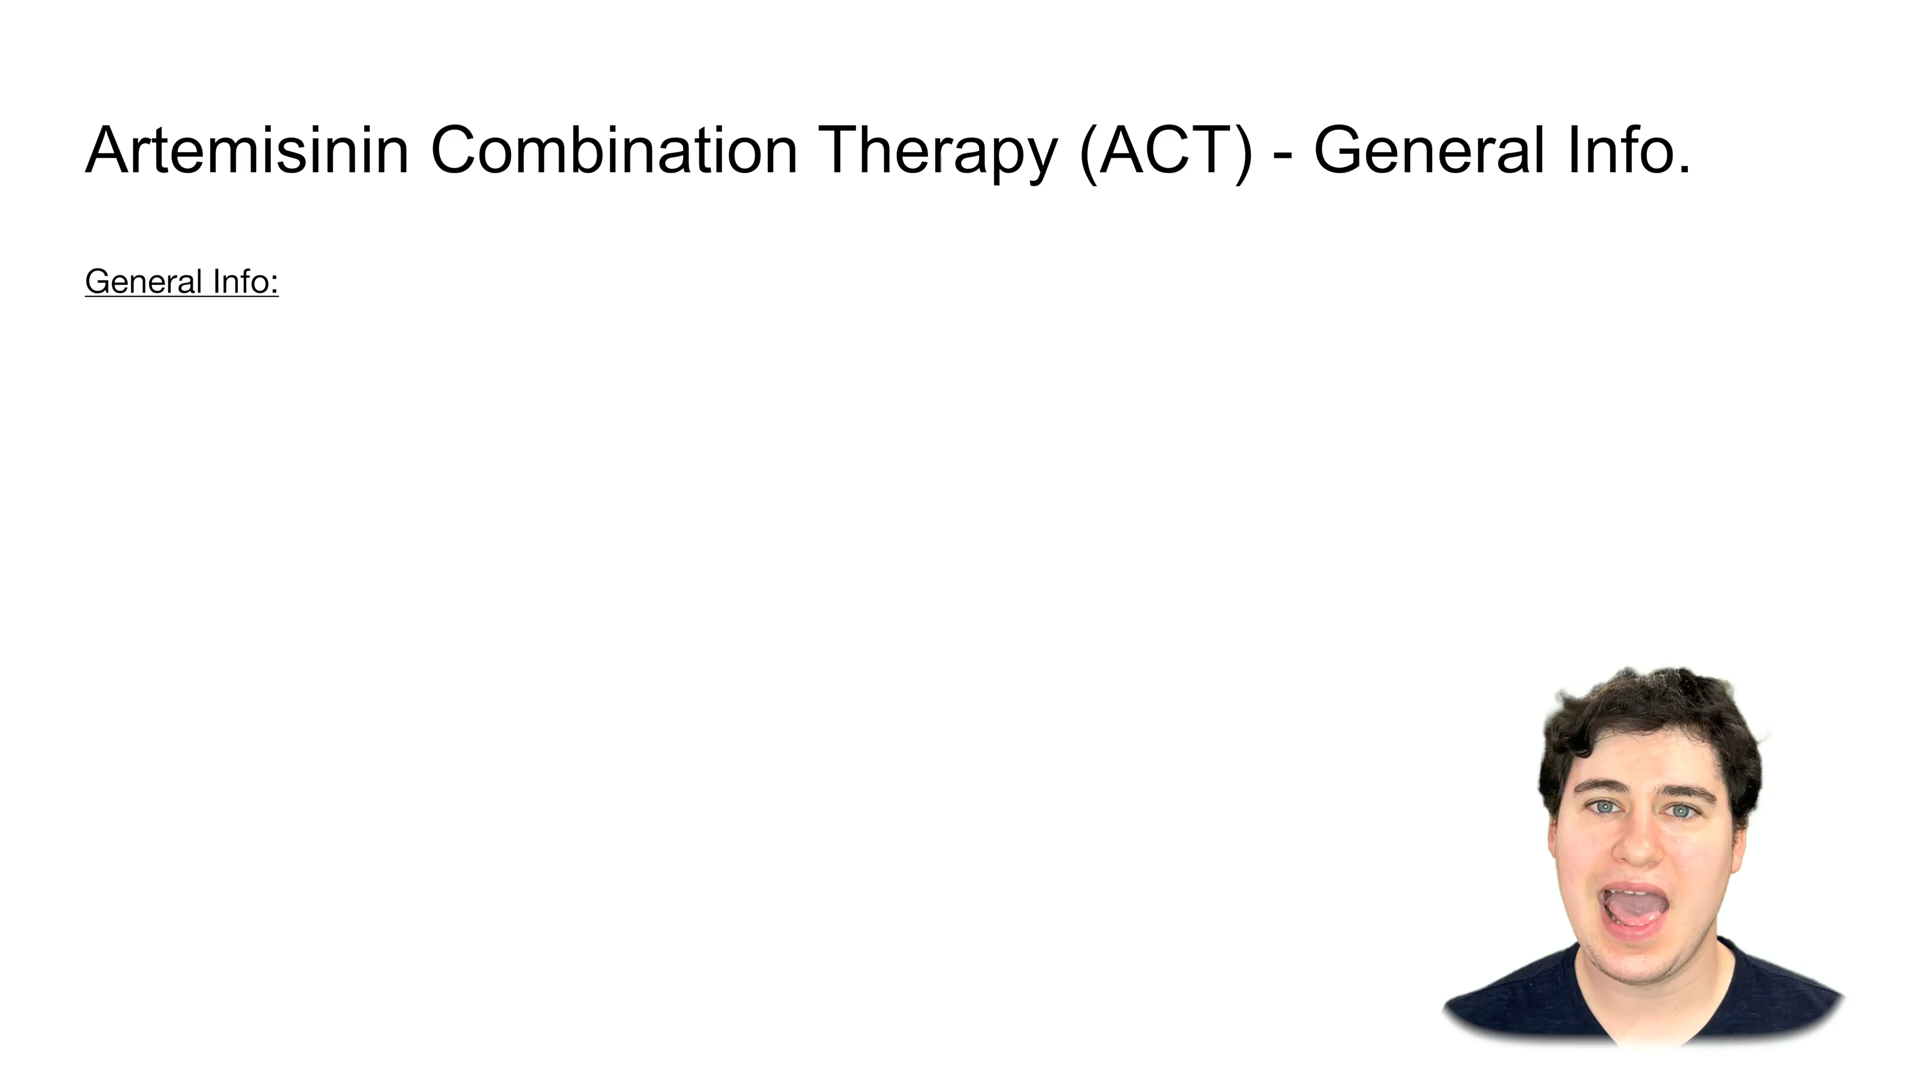 Artemisinin Combination Therapy (ACT) - General Info.
General Info: